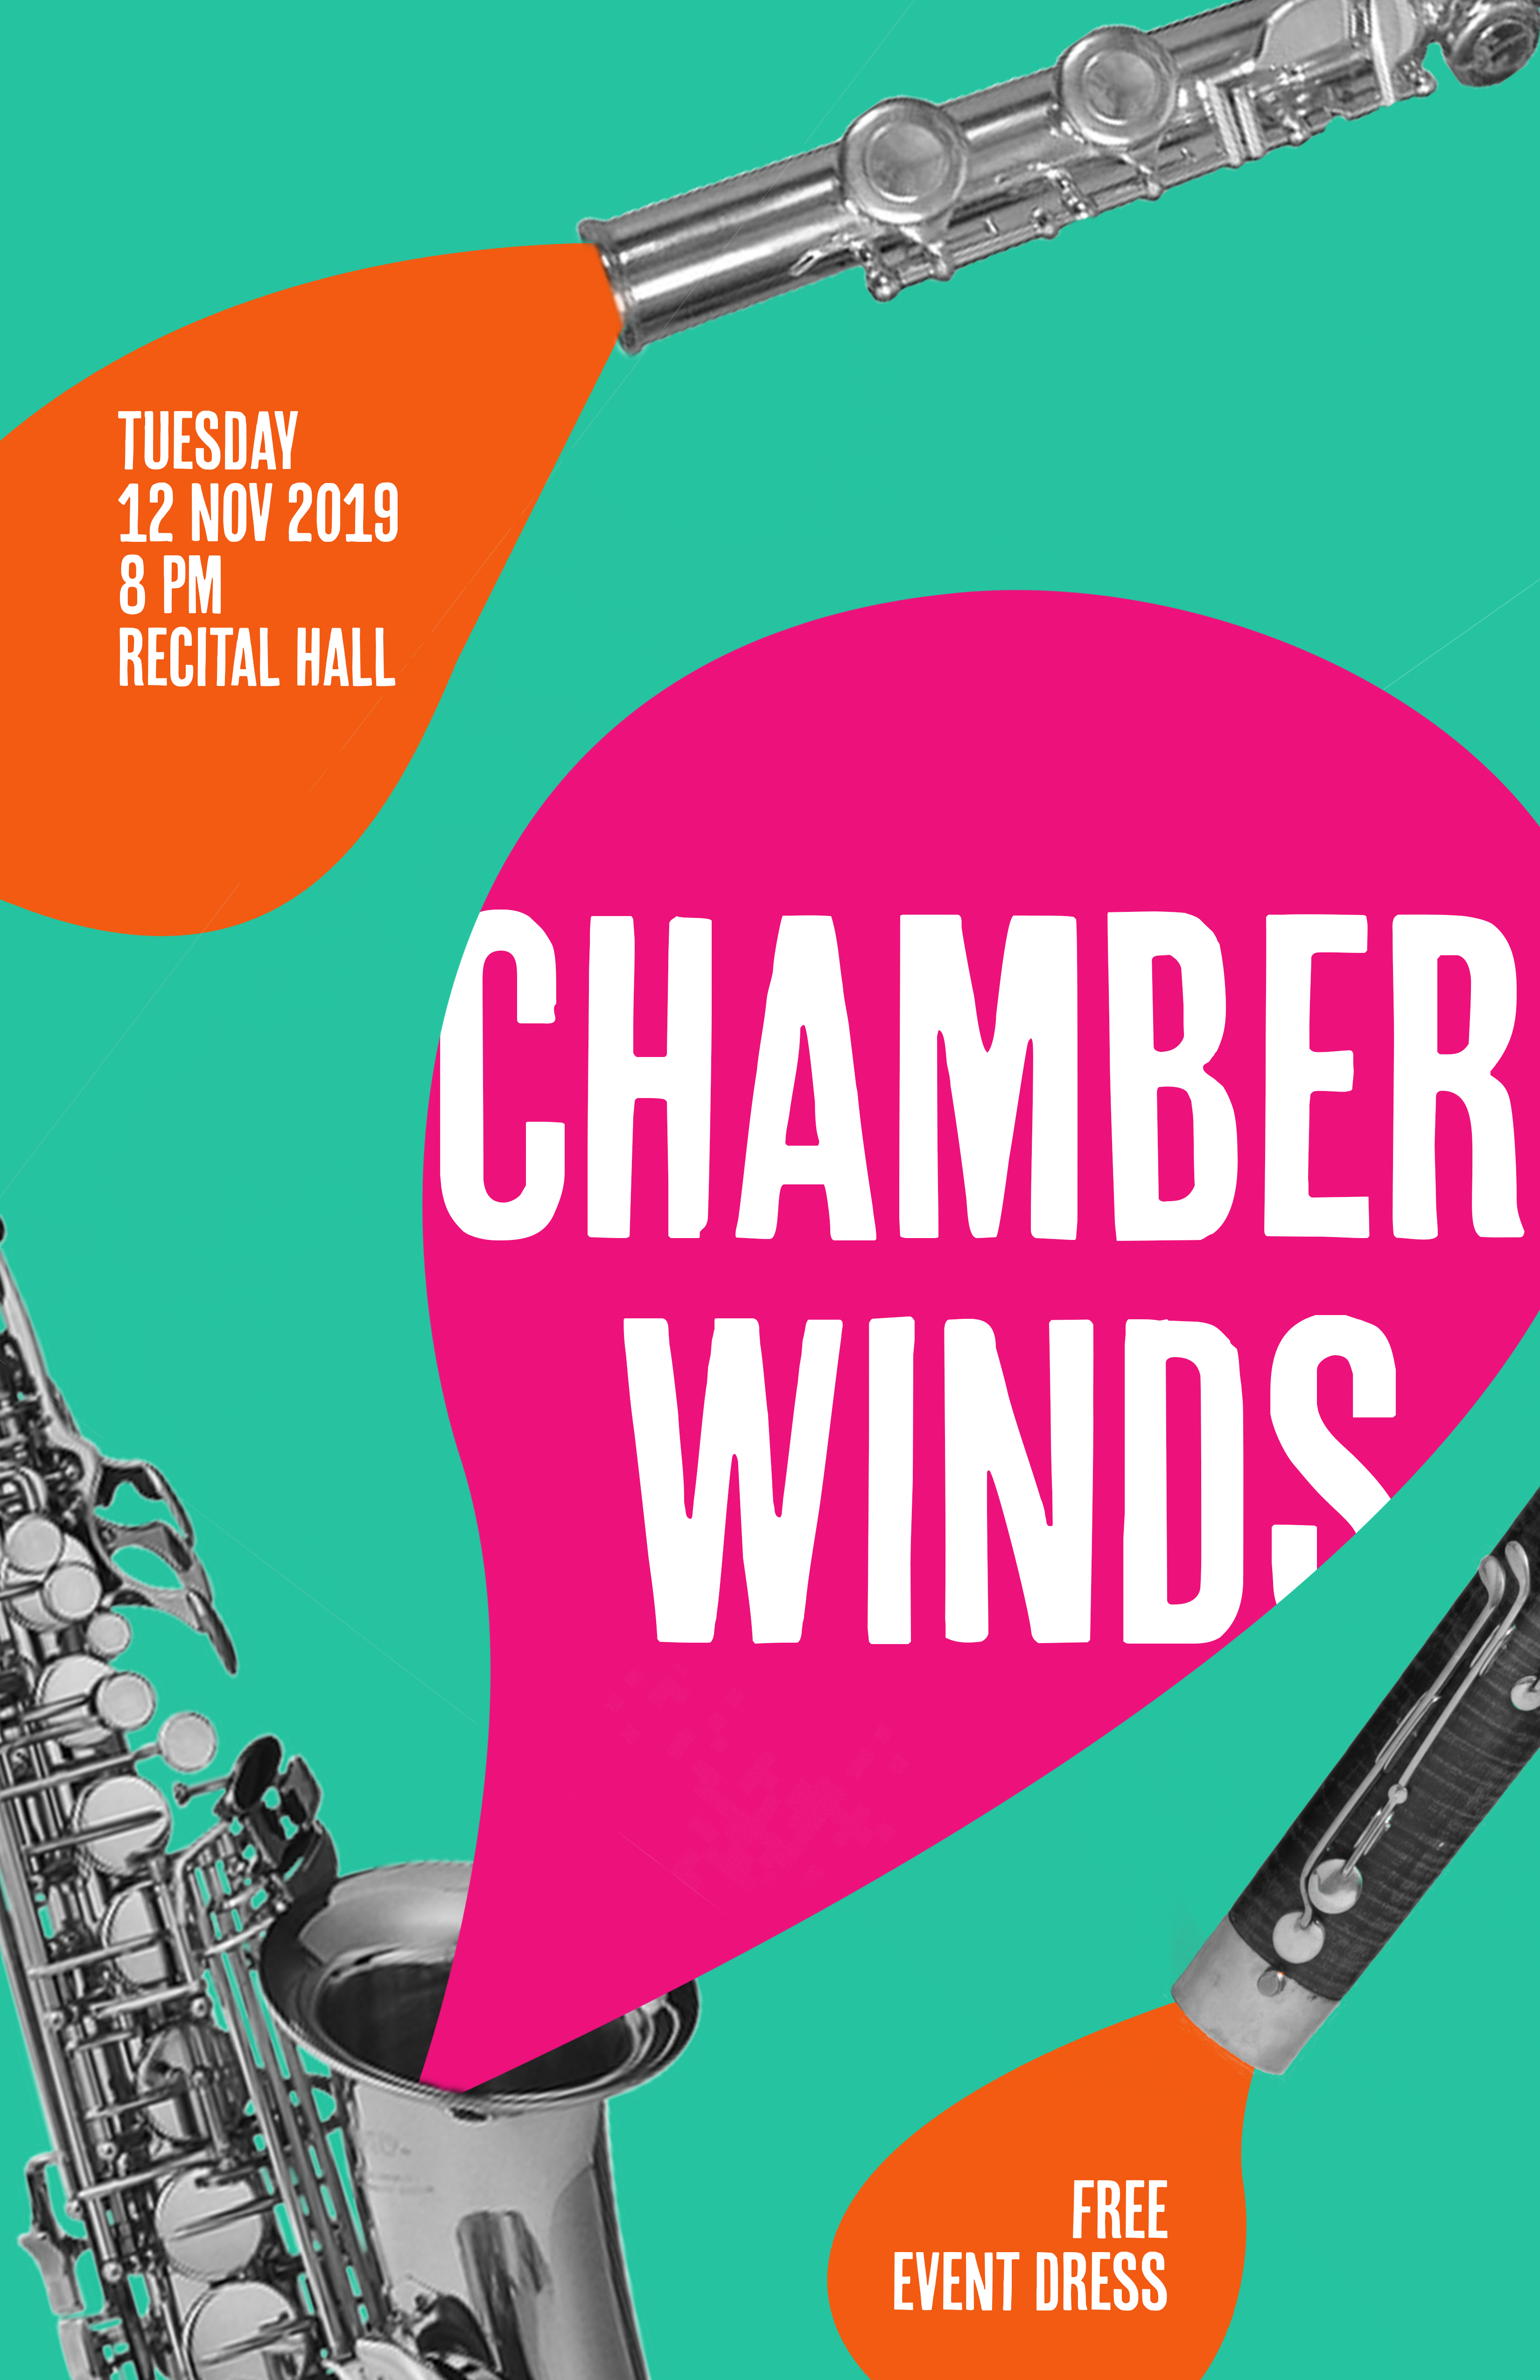 TUESDAY
12 NOV 2019
8 PM
RECITAL HALL
CHAMBER
WINDS
FREE
EVENT DRESS